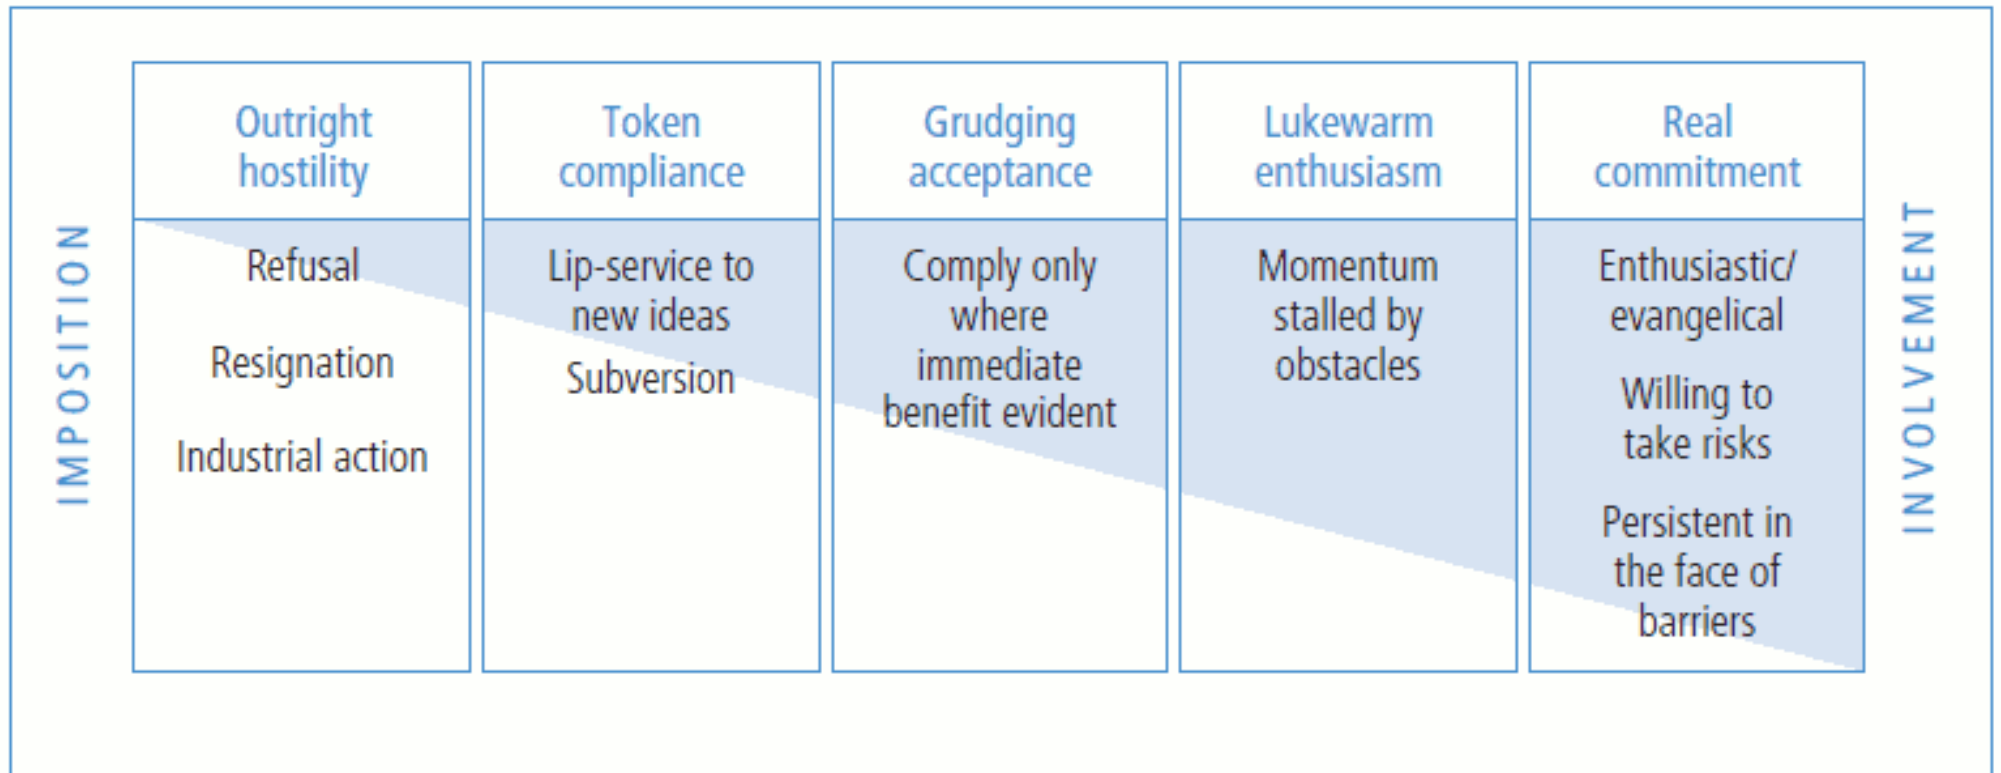 IMPOSITION
Outright
hostility
Refusal
Resignation
Industrial action
Token
compliance
Lip-service to
new ideas
Subversion
Grudging
acceptance
Comply only
where
immediate
benefit evident
Lukewarm
enthusiasm
Momentum
stalled by
obstacles
Real
commitment
Enthusiastic/
evangelical
Willing to
take risks
Persistent in
the face of
barriers
INVOLVEMENT